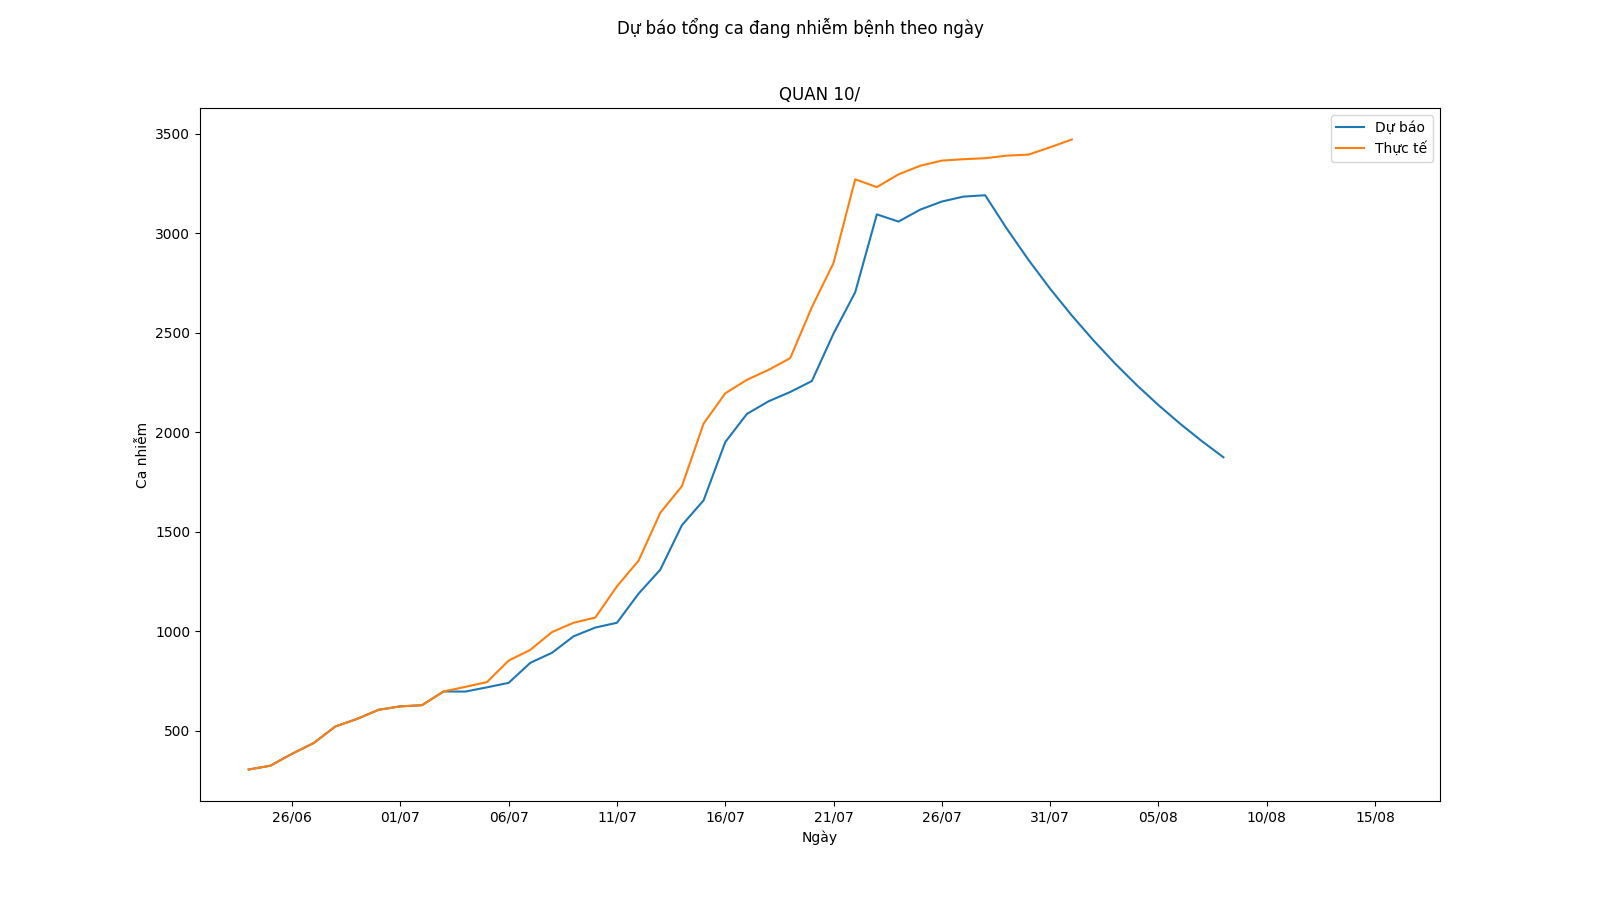 Dự báo tổng ca đang nhiễm bệnh theo ngày
QUAN 10/
Dự báo
Thực tế
3500
3000
2500
2000
1500
1000
500
Ca nhiễm
26/06 01/07 06/07 11/07 16/07 21/07 26/07 31/07 05/08 10/08 15/08
Ngày